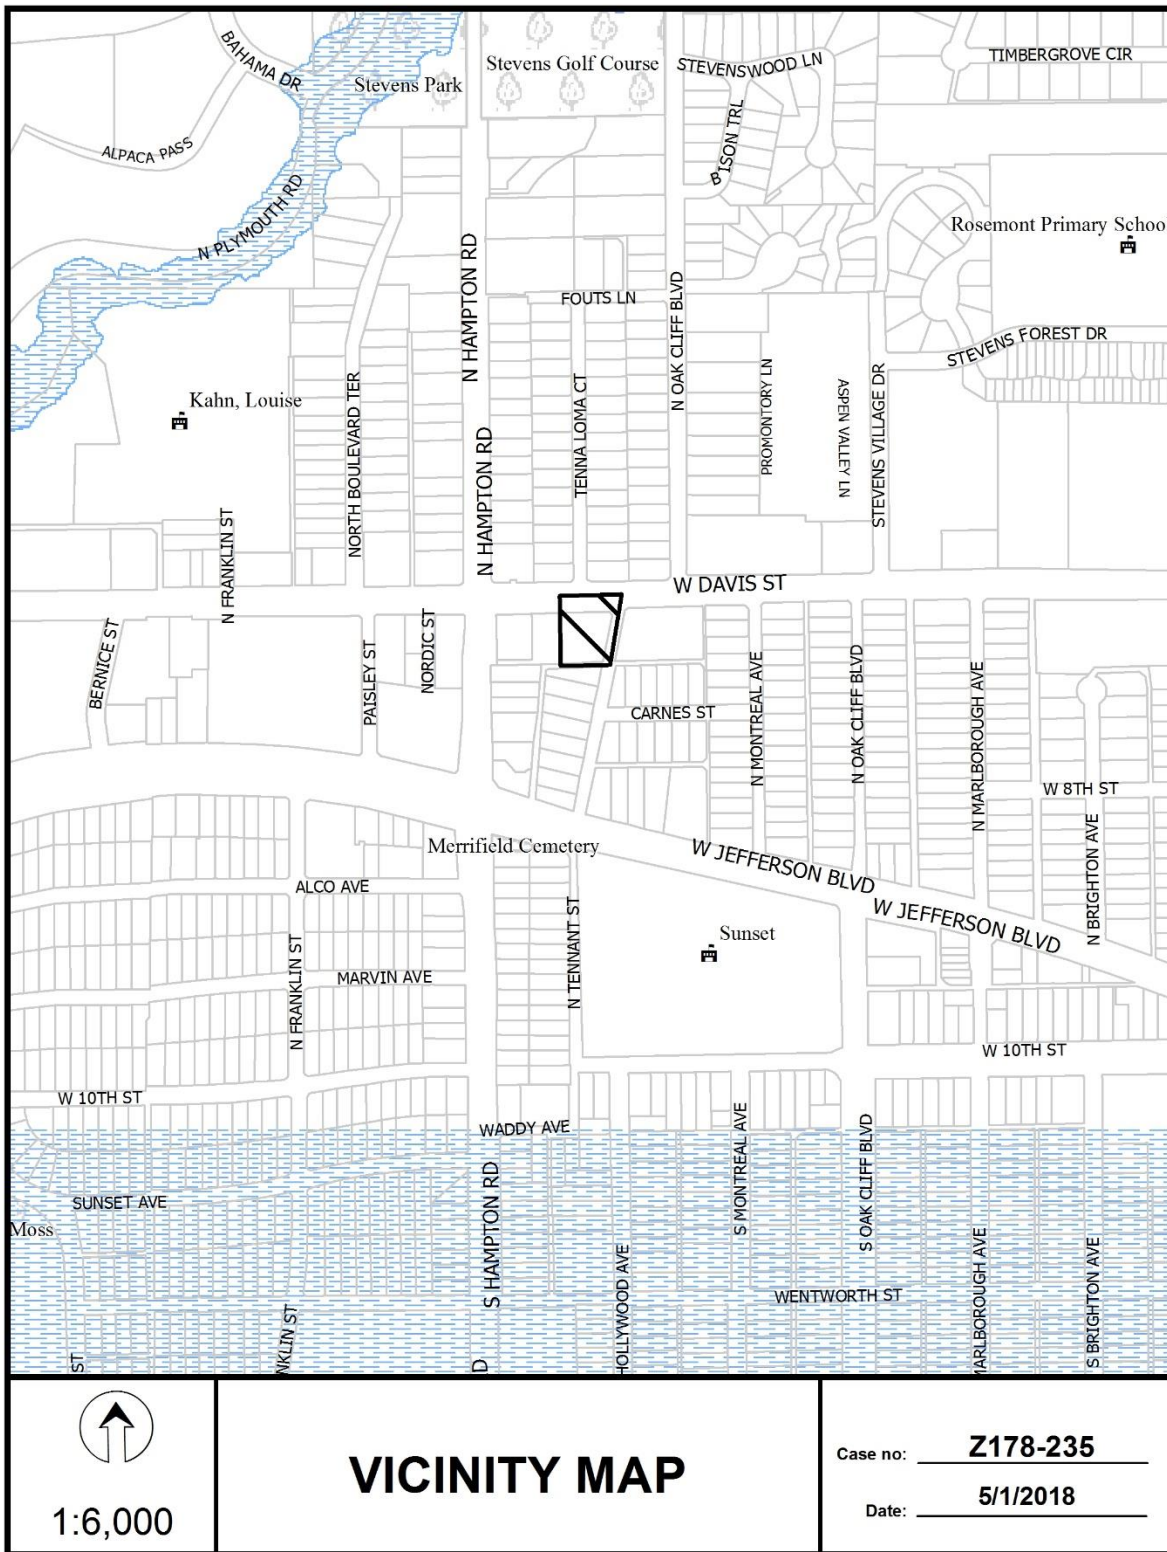 BAHAMA DR
Stevens Park
Stevens Golf Course
STEVENSWOOD LN
TIMBERGROVE CIR
ALPACA PASS
BISON TRL
N PLYMOUTH RD
Rosemont Primary Schoo
N HAMPTON RD
FOUTS LN
N OAK CLIFF BLVD
STEVENS FOREST DR
Kahn, Louise
NORTH BOULEVARD TER
N HAMPTON RD
TENNA LOMA CT
PROMONTORY LN
ASPEN VALLEY LN
STEVENS VILLAGE DR
N FRANKLIN ST
W DAVIS ST
BERNICE ST
PAISLEY ST
NORDIC ST
CARNES ST
N MONTREAL AVE
N OAK CLIFF BLVD
N MARLBOROUGH AVE
W 8TH ST
N BRIGHTON AVE
Merrifield Cemetery
W JEFFERSON BLVD
W JEFFERSON BLVD
ALCO AVE
N FRANKLIN ST
MARVIN AVE
N TENNANT ST
Sunset
W 10TH ST
W 10TH ST
WADDY AVE
S MONTREAL AVE
S OAK CLIFF BLVD
SUNSET AVE
Moss
S HAMPTON RD
HOLLYWOOD AVE
WENTWORTH ST
MARLBOROUGH AVE
S BRIGHTON AVE
ST
NKLIN ST
D
1:6,000
VICINITY MAP
Case no: Z178-235
Date: 5/1/2018